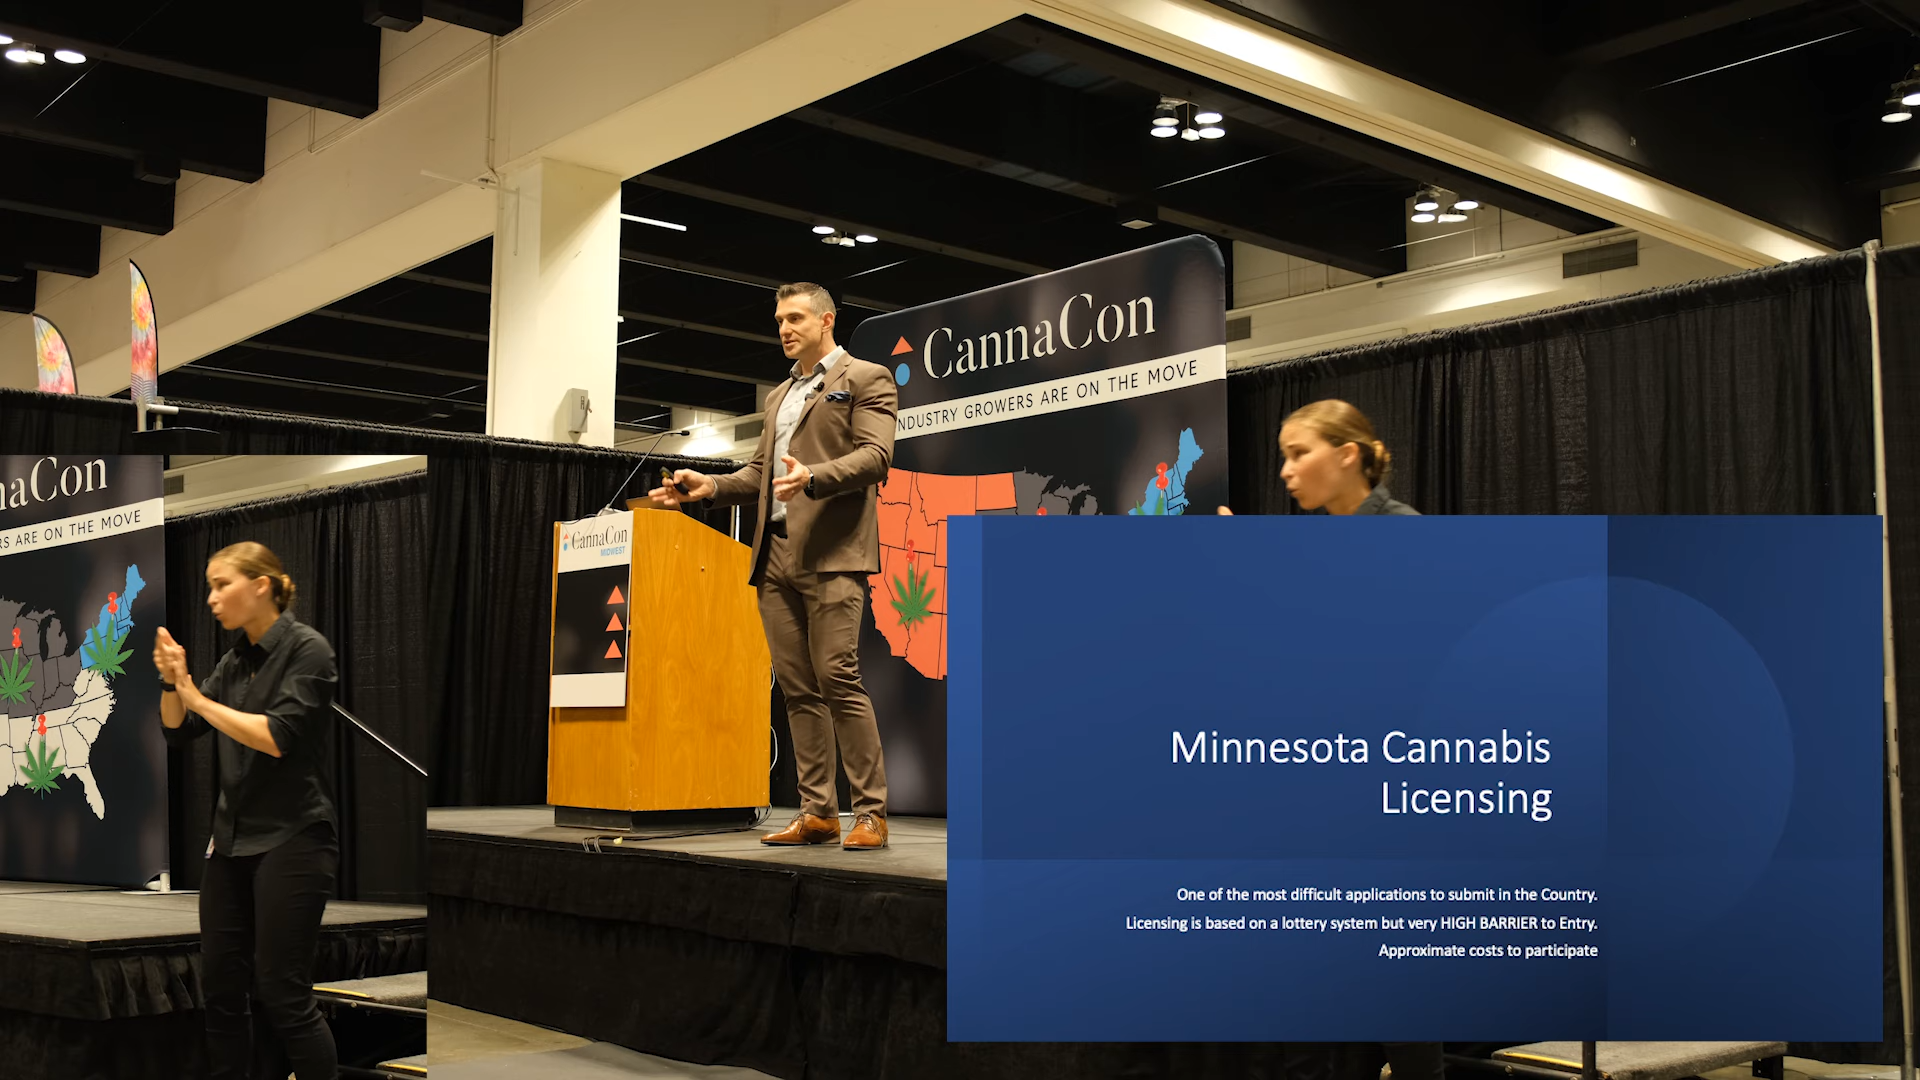 CannaCon
INDUSTRY GROWERS ARE ON THE MOVE
naCon
RS ARE ON THE MOVE
CannaCon
MIDWEST
Minnesota Cannabis
Licensing
One of the most difficult applications to submit in the Country.
Licensing is based on a lottery system but very HIGH BARRIER to Entry.
Approximate costs to participate